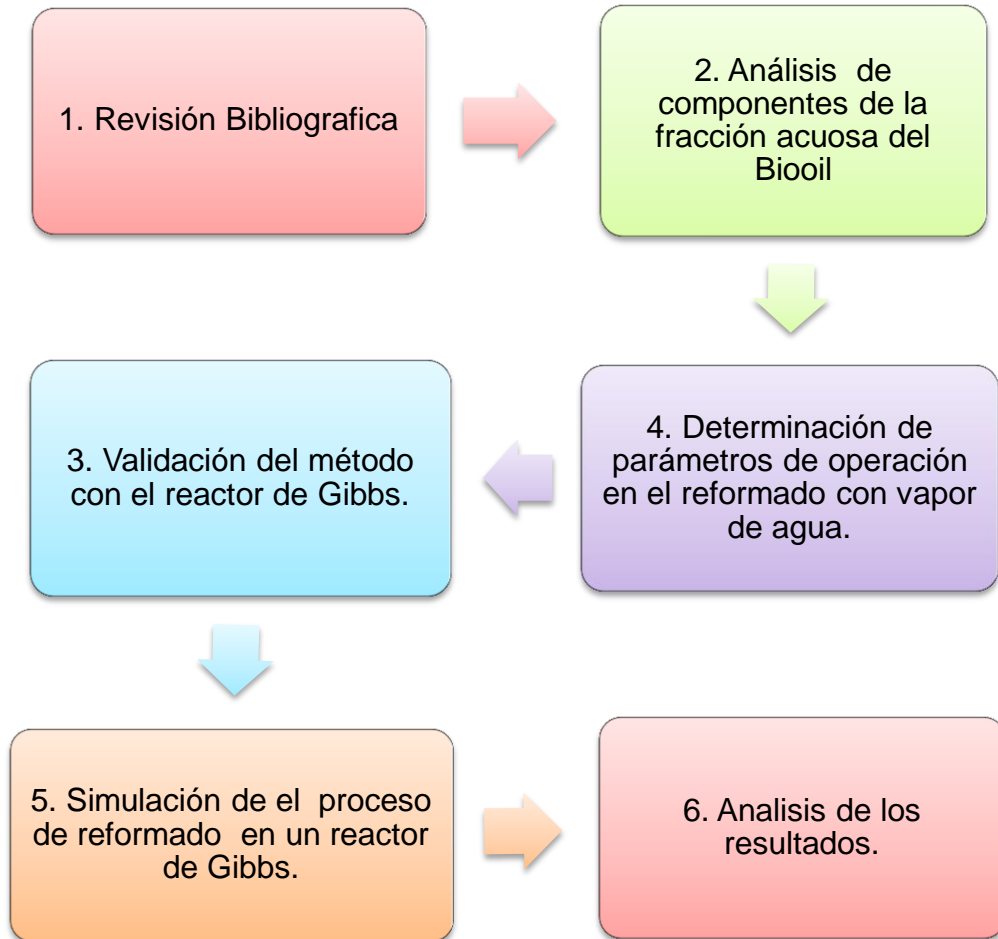 1. Revisión Bibliografica
2. Análisis de
componentes de la
fracción acuosa del
Biooil
4. Determinación de
parámetros de operación
en el reformado con vapor
de agua.
3. Validación del método
con el reactor de Gibbs.
5. Simulación de el proceso
de reformado en un reactor
de Gibbs.
6. Analisis de los
resultados.